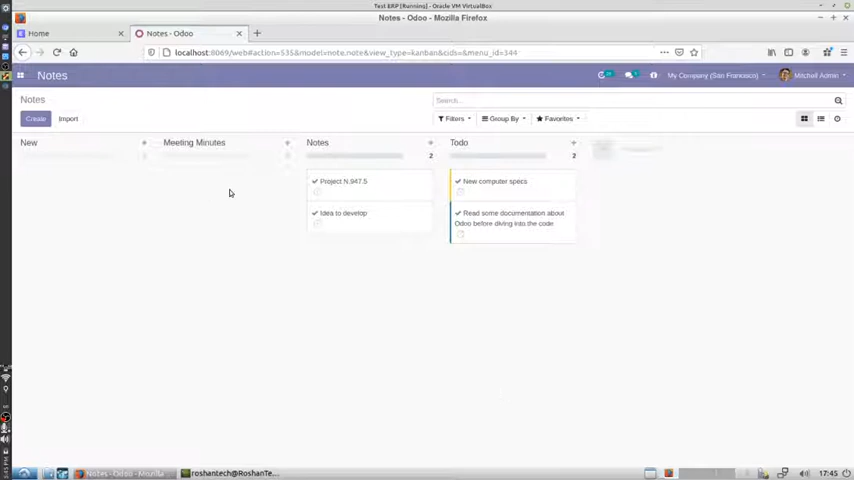 Test ERP [Running] - Oracle VM VirtualBox
Notes - Odoo - Mozilla Firefox
Home
Notes - Odoo
localhost:8069/web#action=535&model=note.note&view_type=kanban&cids=&menu_id=344
Notes
My Company (San Francisco)
Mitchell Admin
Notes
Search...
Create
Import
Filters
Group By
Favorites
New
Meeting Minutes
Notes
Todo
2
2
Project N.947.5
New computer specs
Idea to develop
Read some documentation about
Odoo before diving into the code
Notes - Odoo - Mozilla
roshantech@RoshanTe...
17:45